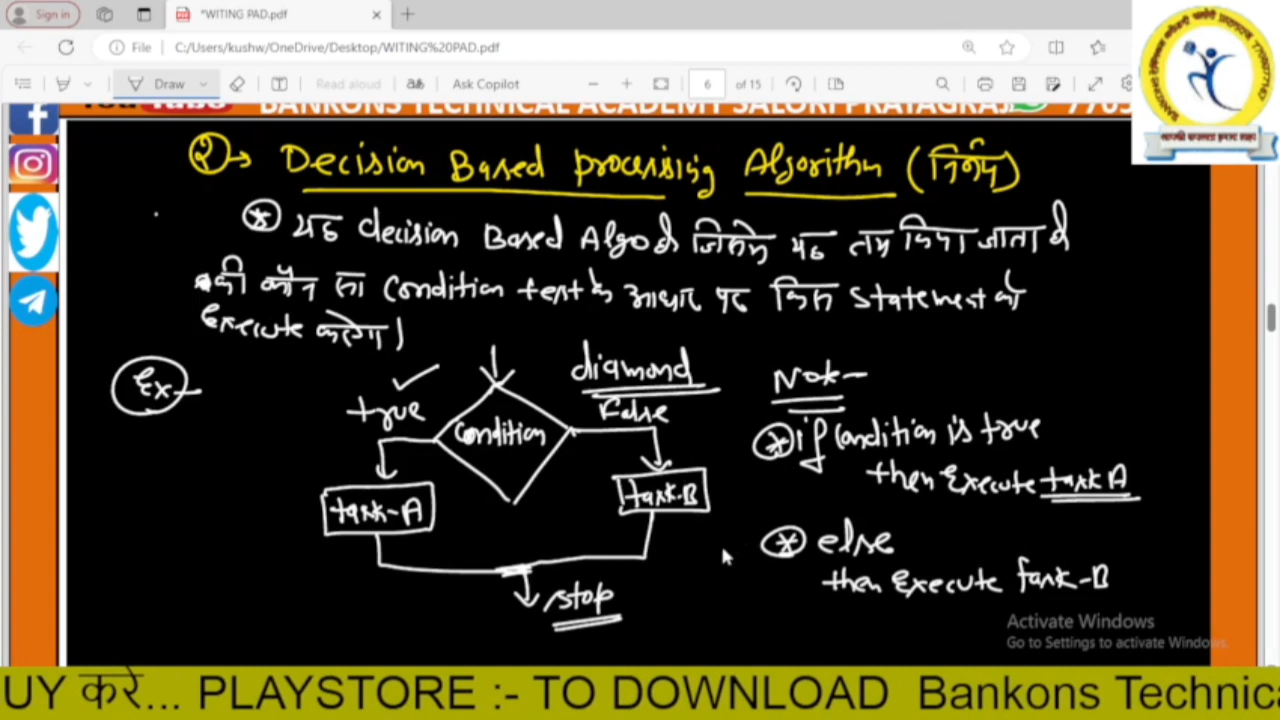 Sign in
*WITING PAD.pdf
File C:/Users/kushw/OneDrive/Desktop/WITING%20PAD.pdf
Draw Read aloud Ask Copilot 6 of 15
BANKONS TECHNICAL ACADEMY SALORI PRAYAGRAJ
२→ Decision Based processing Algorithm (निर्णय)
* यह decision Based Algo है जिसमे यह तय किया जाता है
की कौन सा condition test के आधार पर किस statement को
Execute करेगा।
Ex-
diamond
true
False
condition
task-A
task-B
stop
Note-
* if condition is true
then execute task A
* else
then execute task-B
Activate Windows
Go to Settings to activate Windows.
UY करे... PLAYSTORE :- TO DOWNLOAD Bankons Technica